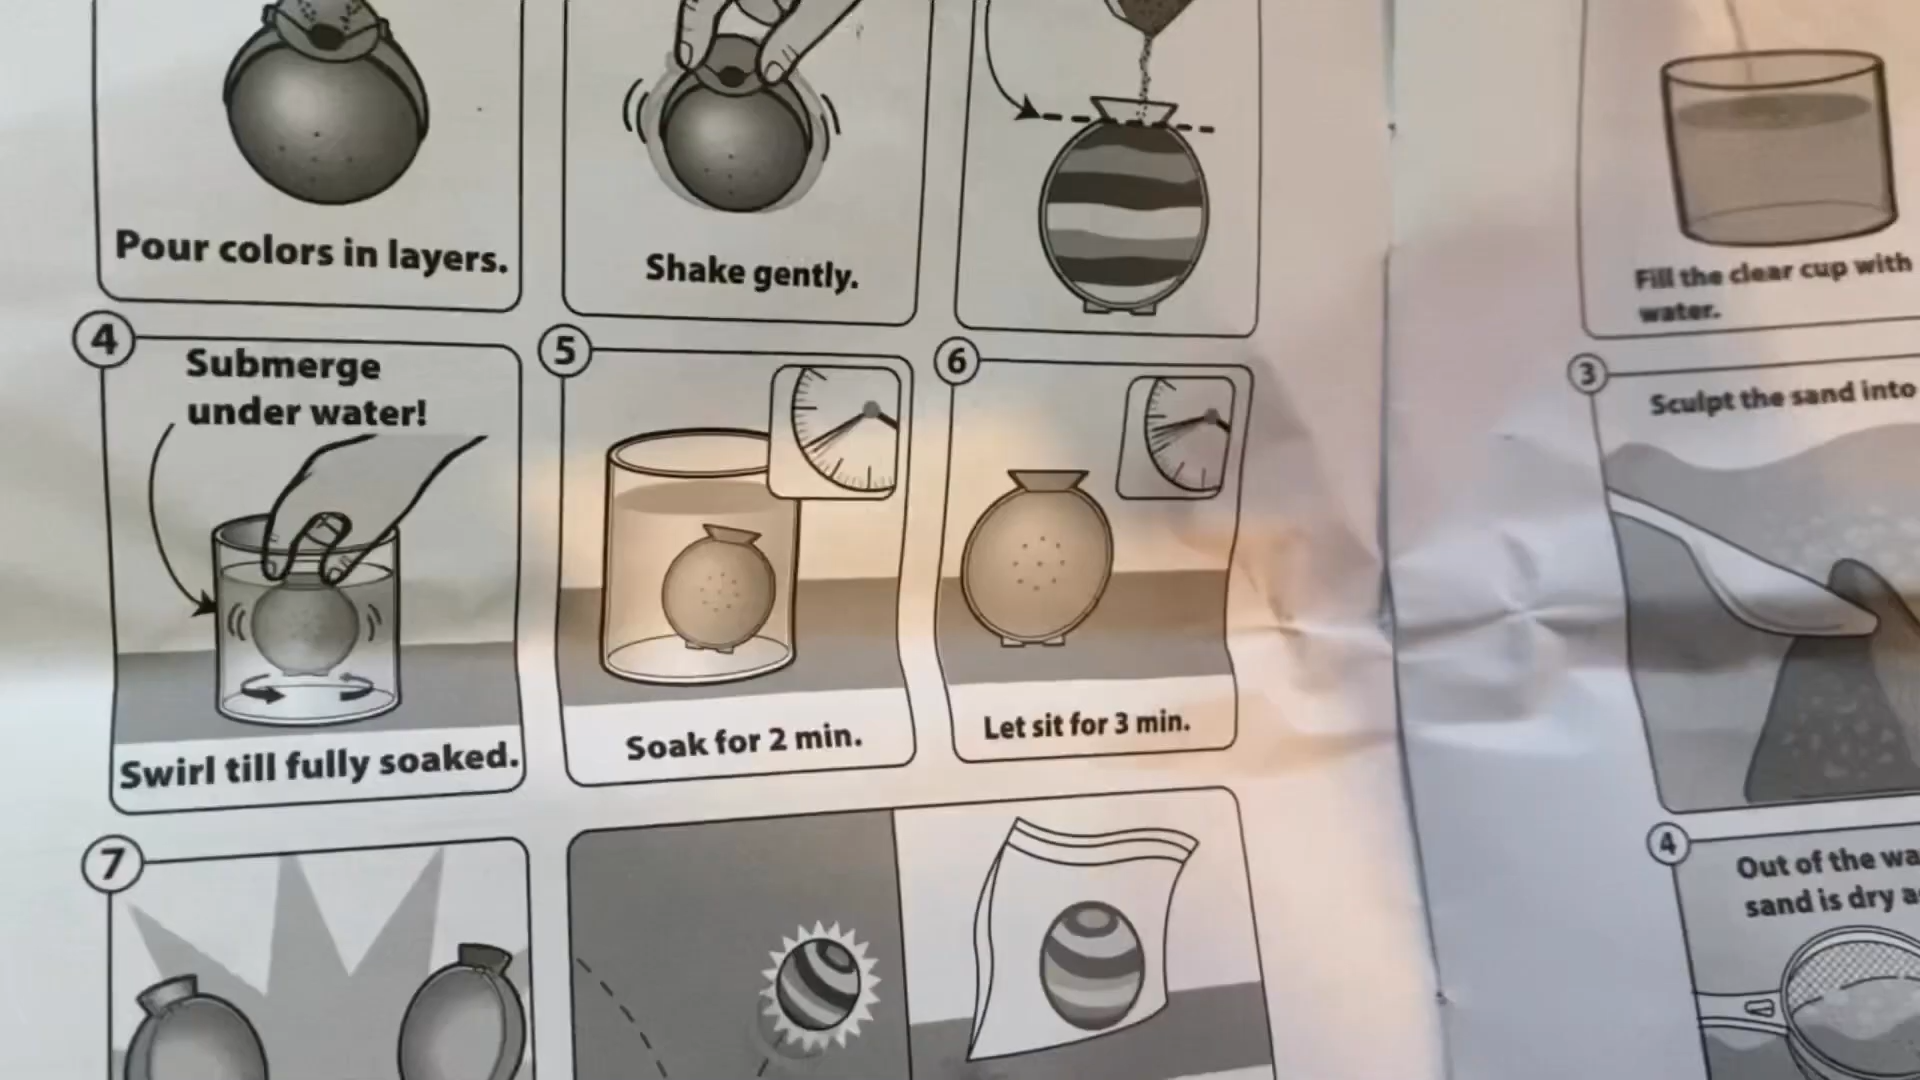 Pour colors in layers.
Shake gently.
4
Submerge
under water!
Swirl till fully soaked.
5
Soak for 2 min.
6
Let sit for 3 min.
7
Fill the clear cup with
water.
3
Sculpt the sand into
4
Out of the
sand is dry